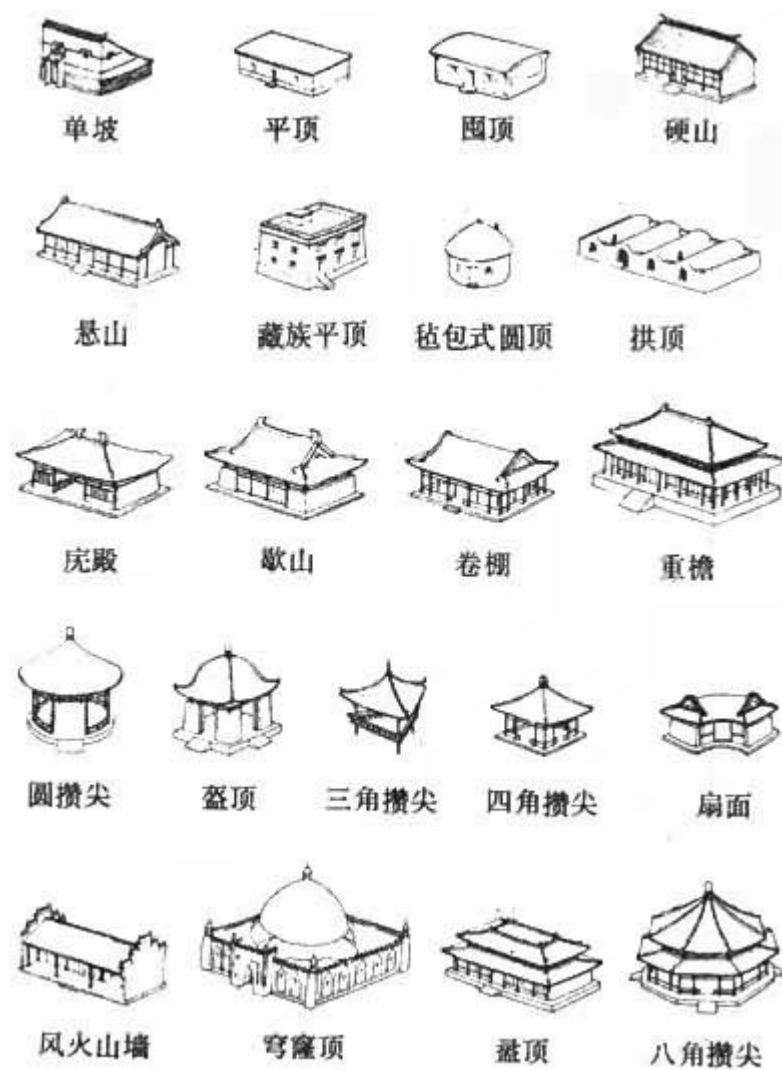 单坡 平顶 囤顶 硬山
悬山 藏族平顶 毡包式圆顶 拱顶
庑殿 歇山 卷棚 重檐
圆攒尖 盔顶 三角攒尖 四角攒尖 扇面
风火山墙 穹窿顶 盝顶 八角攒尖